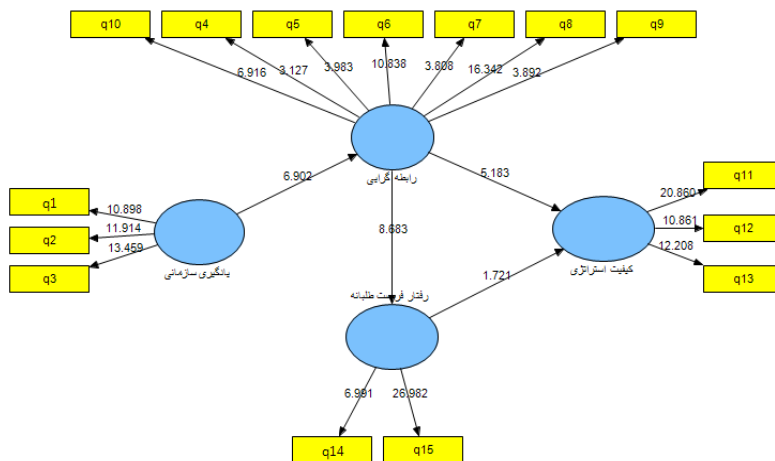 q10 q4 q5 q6 q7 q8 q9
6.916 3.127 3.983 10.838 3.808 16.342 3.892
رابطه گرایی
6.902 5.183
q11
20.860
q1
10.898
q2
11.914
q3
13.459
یادگیری سازمانی
8.683
10.861
q12
12.208
q13
کیفیت استراتژی
1.721
رفتار فرصت طلبانه
6.991 26.982
q14 q15